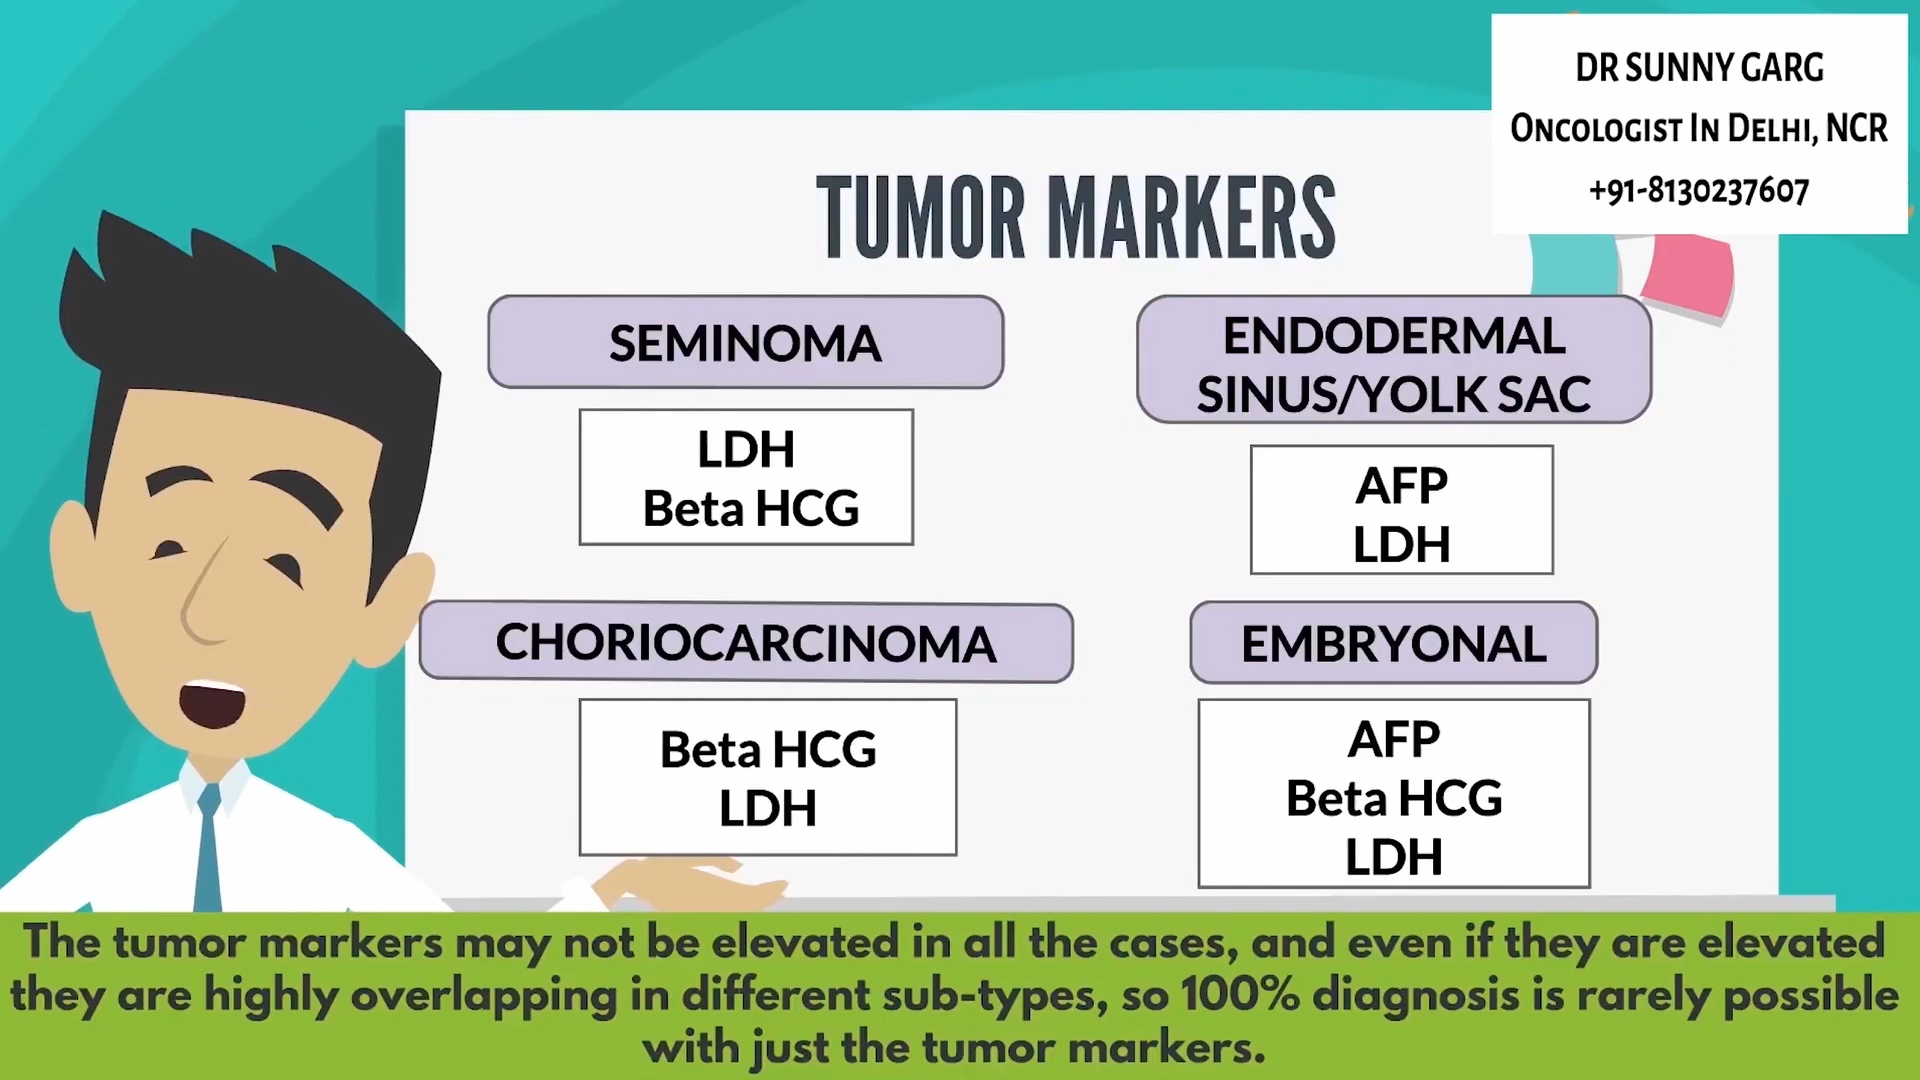 DR SUNNY GARG
ONCOLOGIST IN DELHI, NCR
+91-8130237607
TUMOR MARKERS
SEMINOMA
LDH
Beta HCG
ENDODERMAL
SINUS/YOLK SAC
AFP
LDH
CHORIOCARCINOMA
Beta HCG
LDH
EMBRYONAL
AFP
Beta HCG
LDH
The tumor markers may not be elevated in all the cases, and even if they are elevated
they are highly overlapping in different sub-types, so 100% diagnosis is rarely possible
with just the tumor markers.